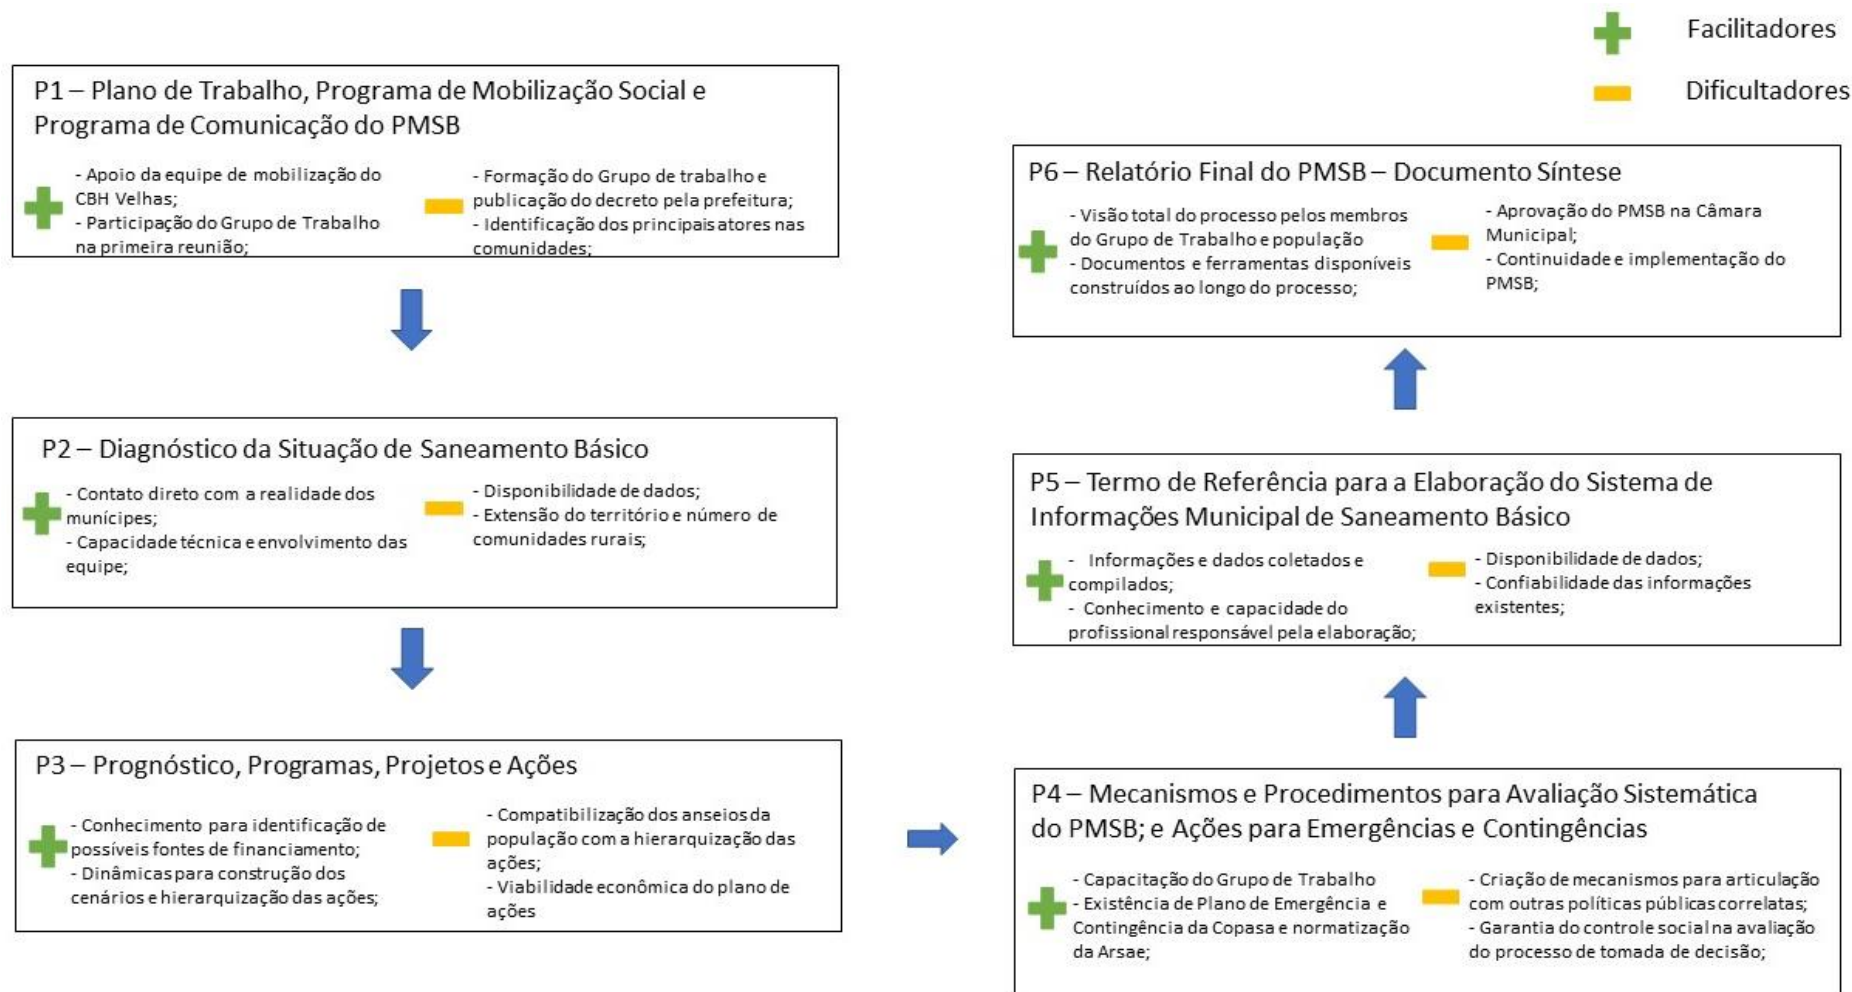 Facilitadores
Dificultadores
P1 – Plano de Trabalho, Programa de Mobilização Social e
Programa de Comunicação do PMSB
- Apoio da equipe de mobilização do
CBH Velhas;
- Participação do Grupo de Trabalho
na primeira reunião;
- Formação do Grupo de trabalho e
publicação do decreto pela prefeitura;
- Identificação dos principais atores nas
comunidades;
P2 – Diagnóstico da Situação de Saneamento Básico
- Contato direto com a realidade dos
munícipes;
- Capacidade técnica e envolvimento das
equipe;
- Disponibilidade de dados;
- Extensão do território e número de
comunidades rurais;
P3 – Prognóstico, Programas, Projetos e Ações
- Conhecimento para identificação de
possíveis fontes de financiamento;
- Dinâmicas para construção dos
cenários e hierarquização das ações;
- Compatibilização dos anseios da
população com a hierarquização das
ações;
- Viabilidade econômica do plano de
ações
P4 – Mecanismos e Procedimentos para Avaliação Sistemática
do PMSB; e Ações para Emergências e Contingências
- Capacitação do Grupo de Trabalho
- Existência de Plano de Emergência e
Contingência da Copasa e normatização
da Arsae;
- Criação de mecanismos para articulação
com outras políticas públicas correlatas;
- Garantia do controle social na avaliação
do processo de tomada de decisão;
P5 – Termo de Referência para a Elaboração do Sistema de
Informações Municipal de Saneamento Básico
- Informações e dados coletados e
compilados;
- Conhecimento e capacidade do
profissional responsável pela elaboração;
- Disponibilidade de dados;
- Confiabilidade das informações
existentes;
P6 – Relatório Final do PMSB – Documento Síntese
- Visão total do processo pelos membros
do Grupo de Trabalho e população
- Documentos e ferramentas disponíveis
construídos ao longo do processo;
- Aprovação do PMSB na Câmara
Municipal;
- Continuidade e implementação do
PMSB;